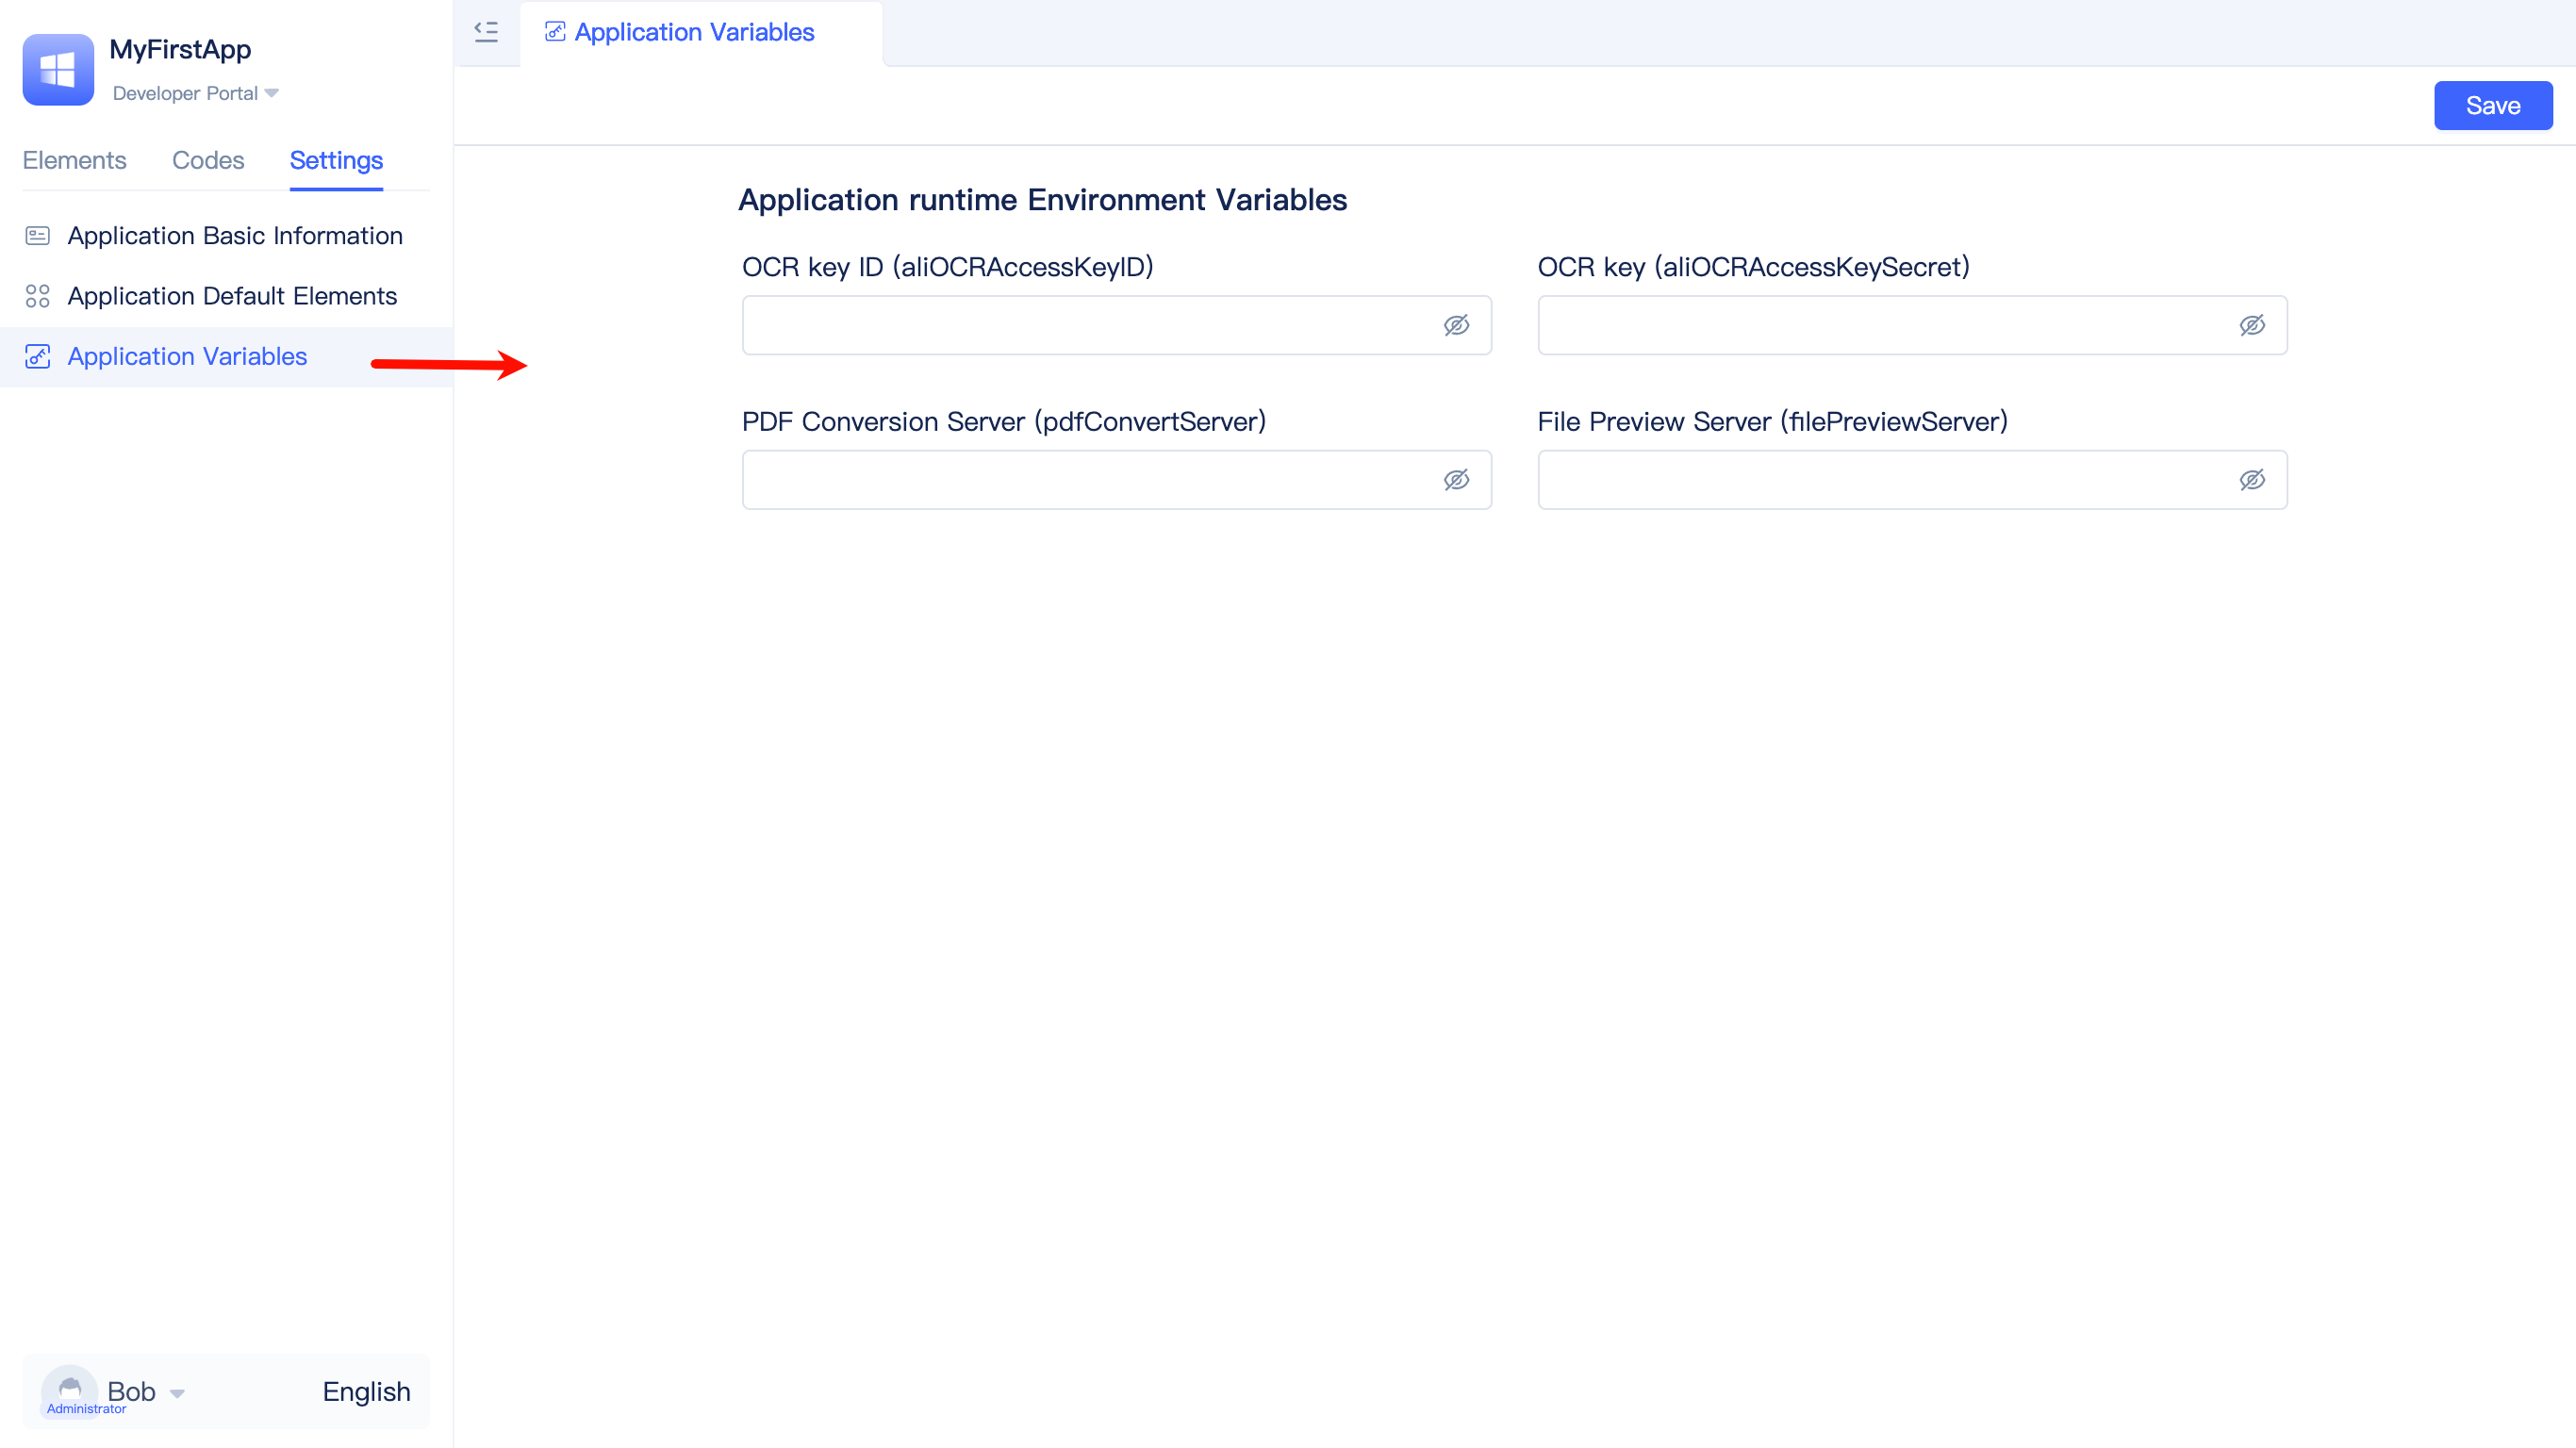 MyFirstApp
Developer Portal
Elements Codes Settings
Application Basic Information
Application Default Elements
Application Variables
Bob
Administrator
English
Application Variables
Save
Application runtime Environment Variables
OCR key ID (aliOCRAccessKeyID)
OCR key (aliOCRAccessKeySecret)
PDF Conversion Server (pdfConvertServer)
File Preview Server (filePreviewServer)